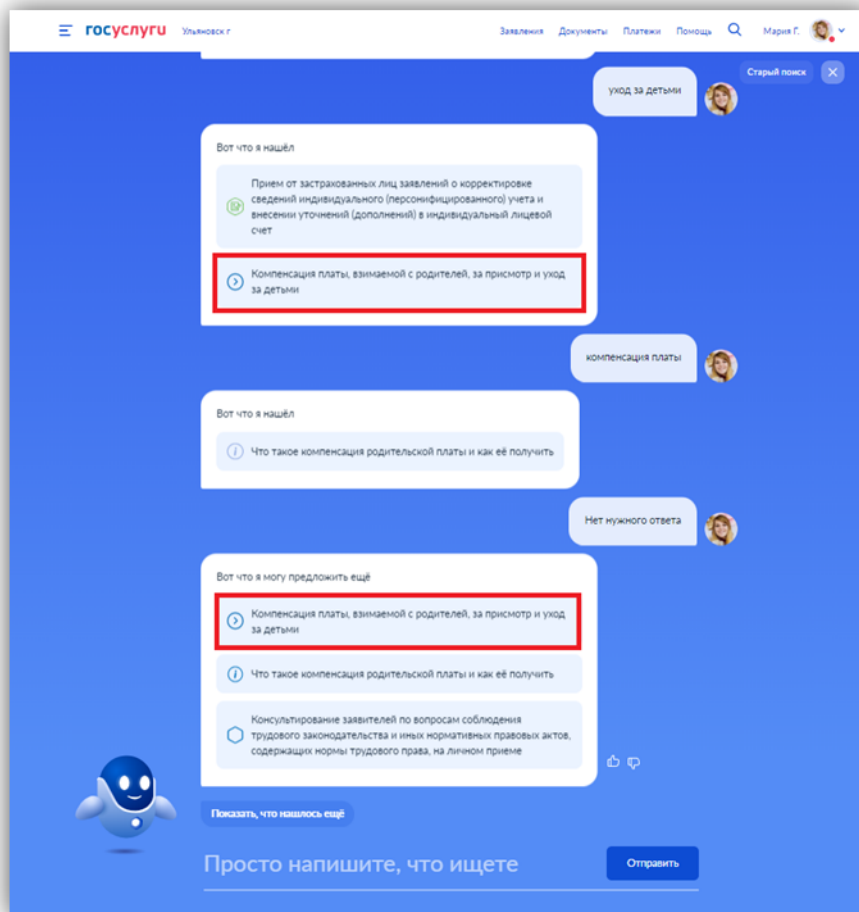 госуслуги Ульяновск г Заявления Документы Платежи Помощь Мария Г.
Старый поиск
уход за детьми
Вот что я нашёл
Прием от застрахованных лиц заявлений о корректировке
сведений индивидуального (персонифицированного) учета и
внесении уточнений (дополнений) в индивидуальный лицевой
счет
Компенсация платы, взимаемой с родителей, за присмотр и уход
за детьми
компенсация платы
Вот что я нашёл
Что такое компенсация родительской платы и как её получить
Нет нужного ответа
Вот что я могу предложить ещё
Компенсация платы, взимаемой с родителей, за присмотр и уход
за детьми
Что такое компенсация родительской платы и как её получить
Консультирование заявителей по вопросам соблюдения
трудового законодательства и иных нормативных правовых актов,
содержащих нормы трудового права, на личном приеме
Показать, что нашлось ещё
Просто напишите, что ищете
Отправить